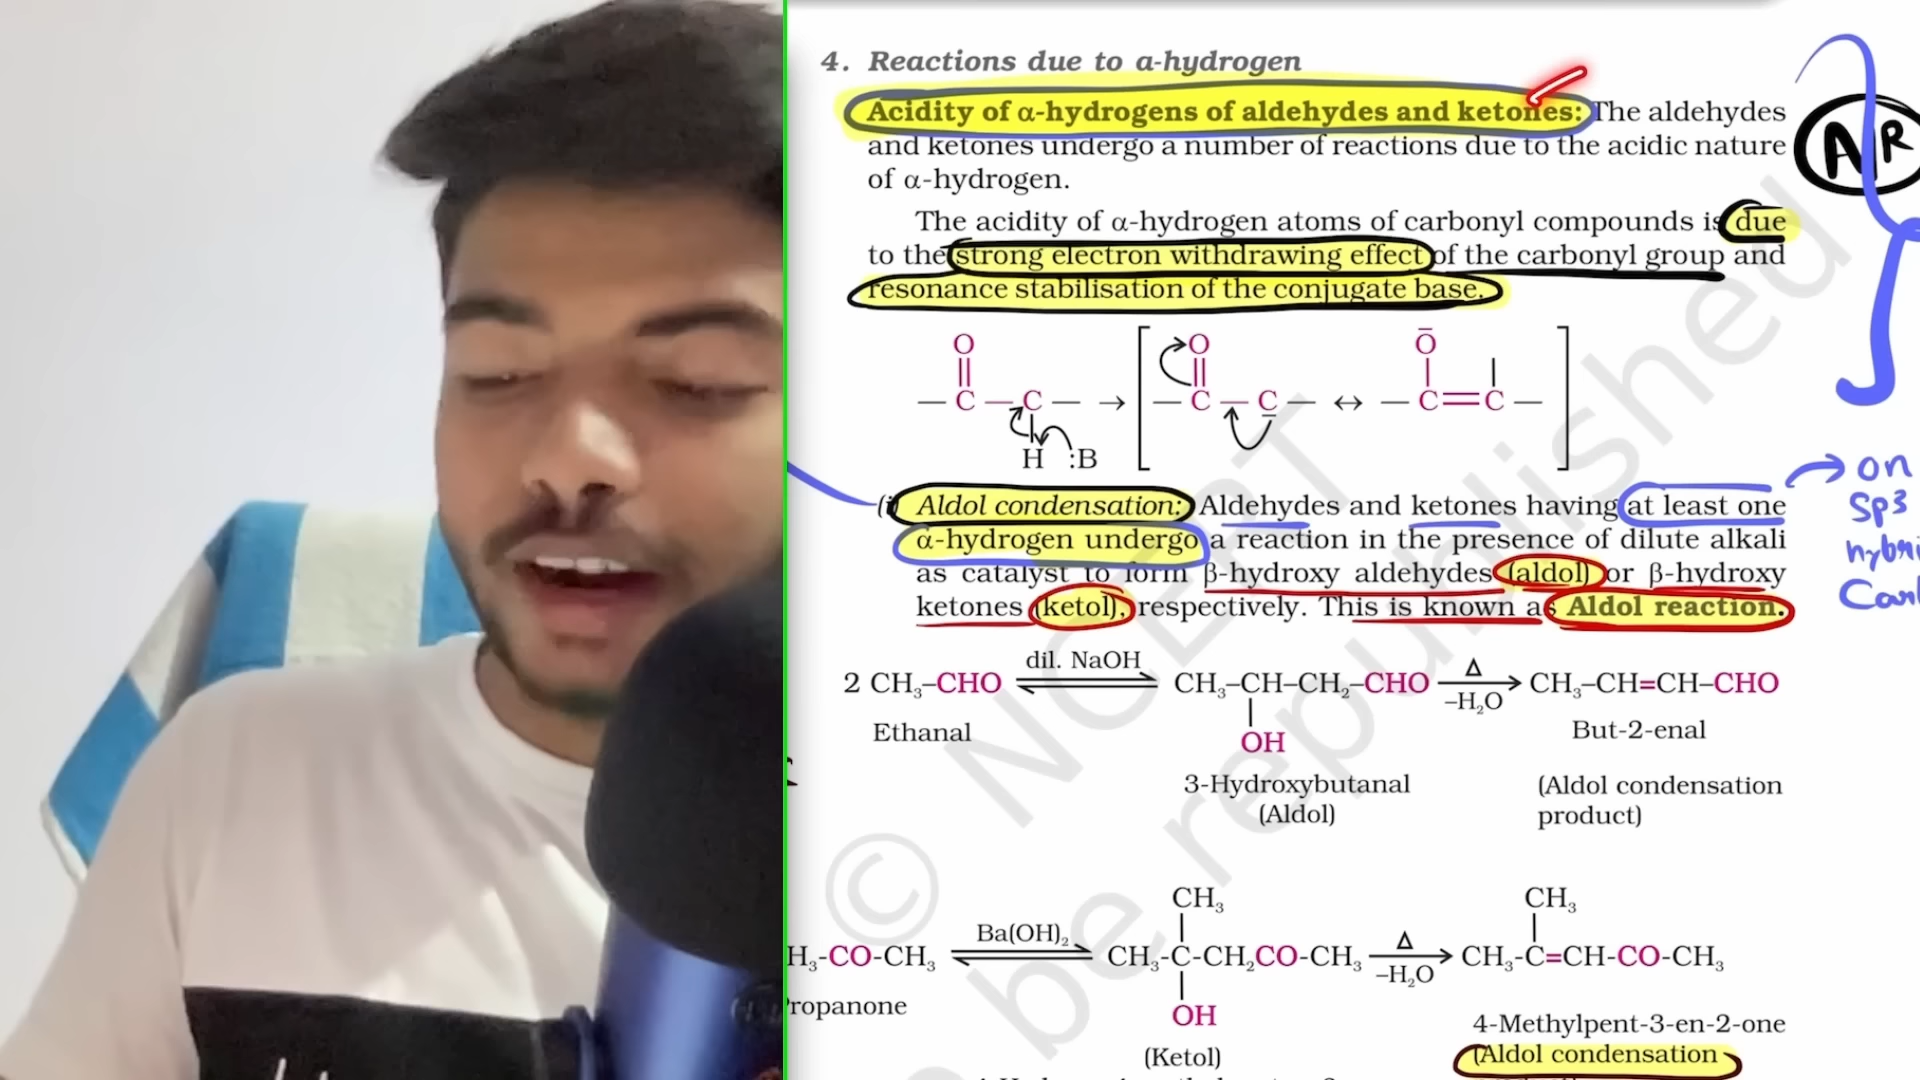 4. Reactions due to α-hydrogen
Acidity of α-hydrogens of aldehydes and ketones: The aldehydes
and ketones undergo a number of reactions due to the acidic nature
of α-hydrogen.
AR
The acidity of α-hydrogen atoms of carbonyl compounds is due
to the strong electron withdrawing effect of the carbonyl group and
resonance stabilisation of the conjugate base.
O O Ō
— C — C — → [ — C — C — ↔ — C = C — ]
H :B
(i) Aldol condensation: Aldehydes and ketones having at least one
α-hydrogen undergo a reaction in the presence of dilute alkali
as catalyst to form β-hydroxy aldehydes (aldol) or β-hydroxy
ketones (ketol), respectively. This is known as Aldol reaction.
→ on
sp3
2 CH₃–CHO ⇌ CH₃–CH–CH₂–CHO → CH₃–CH=CH–CHO
dil. NaOH
Δ
–H₂O
OH
Ethanal
But-2-enal
3-Hydroxybutanal
(Aldol)
(Aldol condensation
product)
CH₃
CH₃
H₃-CO-CH₃ ⇌ CH₃-C-CH₂CO-CH₃ → CH₃-C=CH-CO-CH₃
Ba(OH)₂
Δ
–H₂O
OH
ropanone
(Ketol)
4-Methylpent-3-en-2-one
(Aldol condensation
© NCERT
be republished